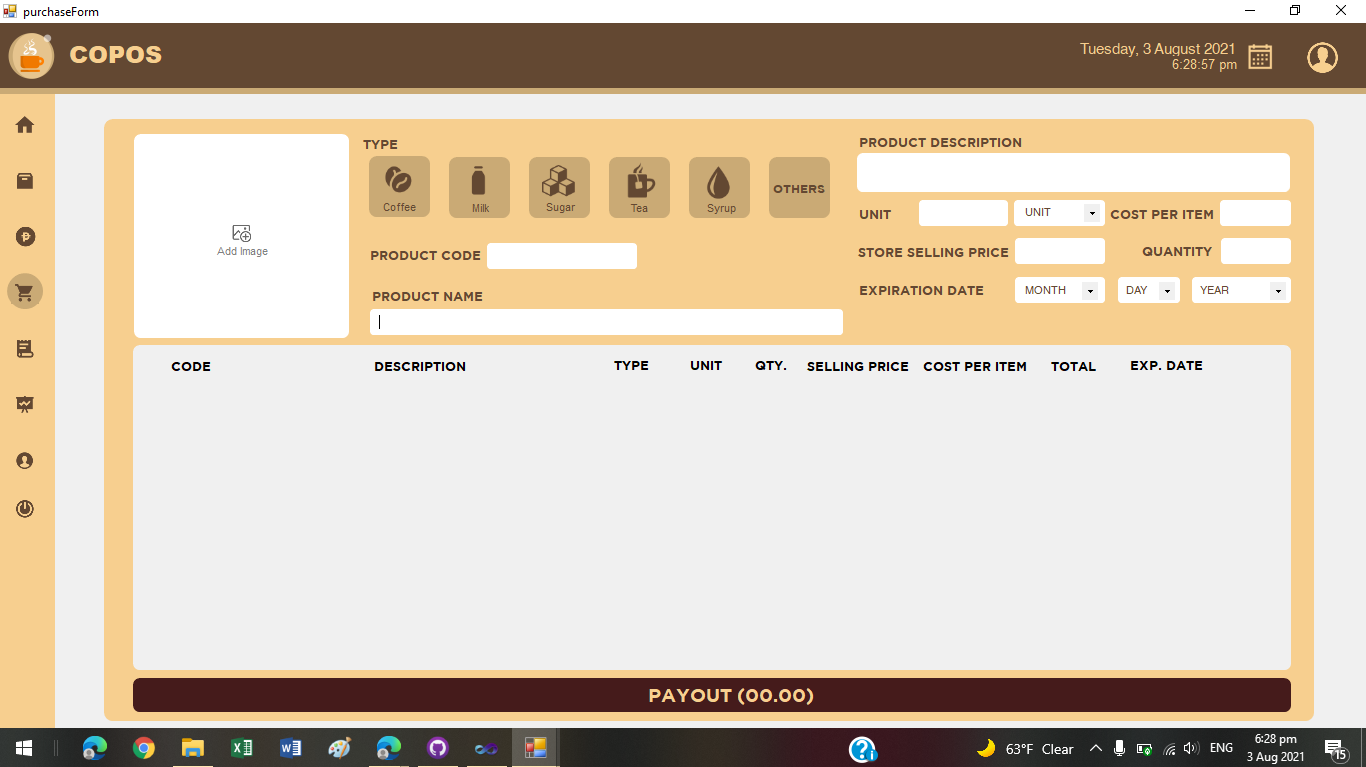 purchaseForm
COPOS
Tuesday, 3 August 2021
6:28:57 pm
Add Image
TYPE
Coffee
Milk
Sugar
Tea
Syrup
OTHERS
PRODUCT CODE
PRODUCT NAME
PRODUCT DESCRIPTION
UNIT
UNIT
COST PER ITEM
STORE SELLING PRICE
QUANTITY
EXPIRATION DATE
MONTH
DAY
YEAR
CODE DESCRIPTION TYPE UNIT QTY. SELLING PRICE COST PER ITEM TOTAL EXP. DATE
PAYOUT (00.00)
63°F Clear
ENG
6:28 pm
3 Aug 2021
15